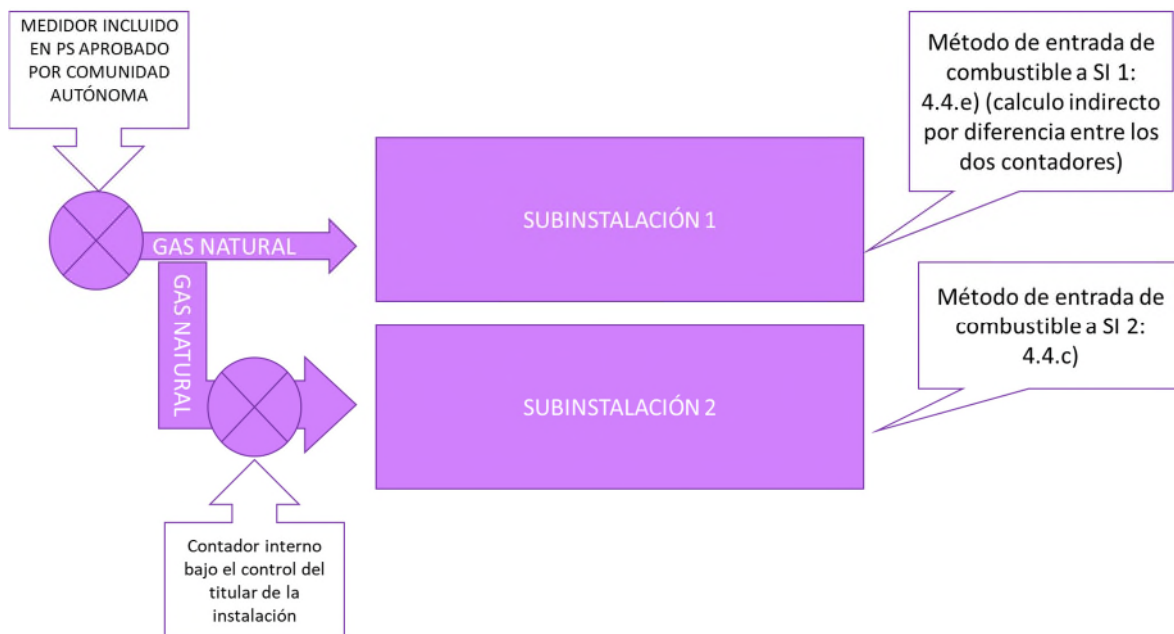 MEDIDOR INCLUIDO
EN PS APROBADO
POR COMUNIDAD
AUTÓNOMA
GAS NATURAL
GAS NATURAL
SUBINSTALACIÓN 1
Método de entrada de
combustible a SI 1:
4.4.e) (calculo indirecto
por diferencia entre los
dos contadores)
SUBINSTALACIÓN 2
Método de entrada de
combustible a SI 2:
4.4.c)
Contador interno
bajo el control del
titular de la
instalación